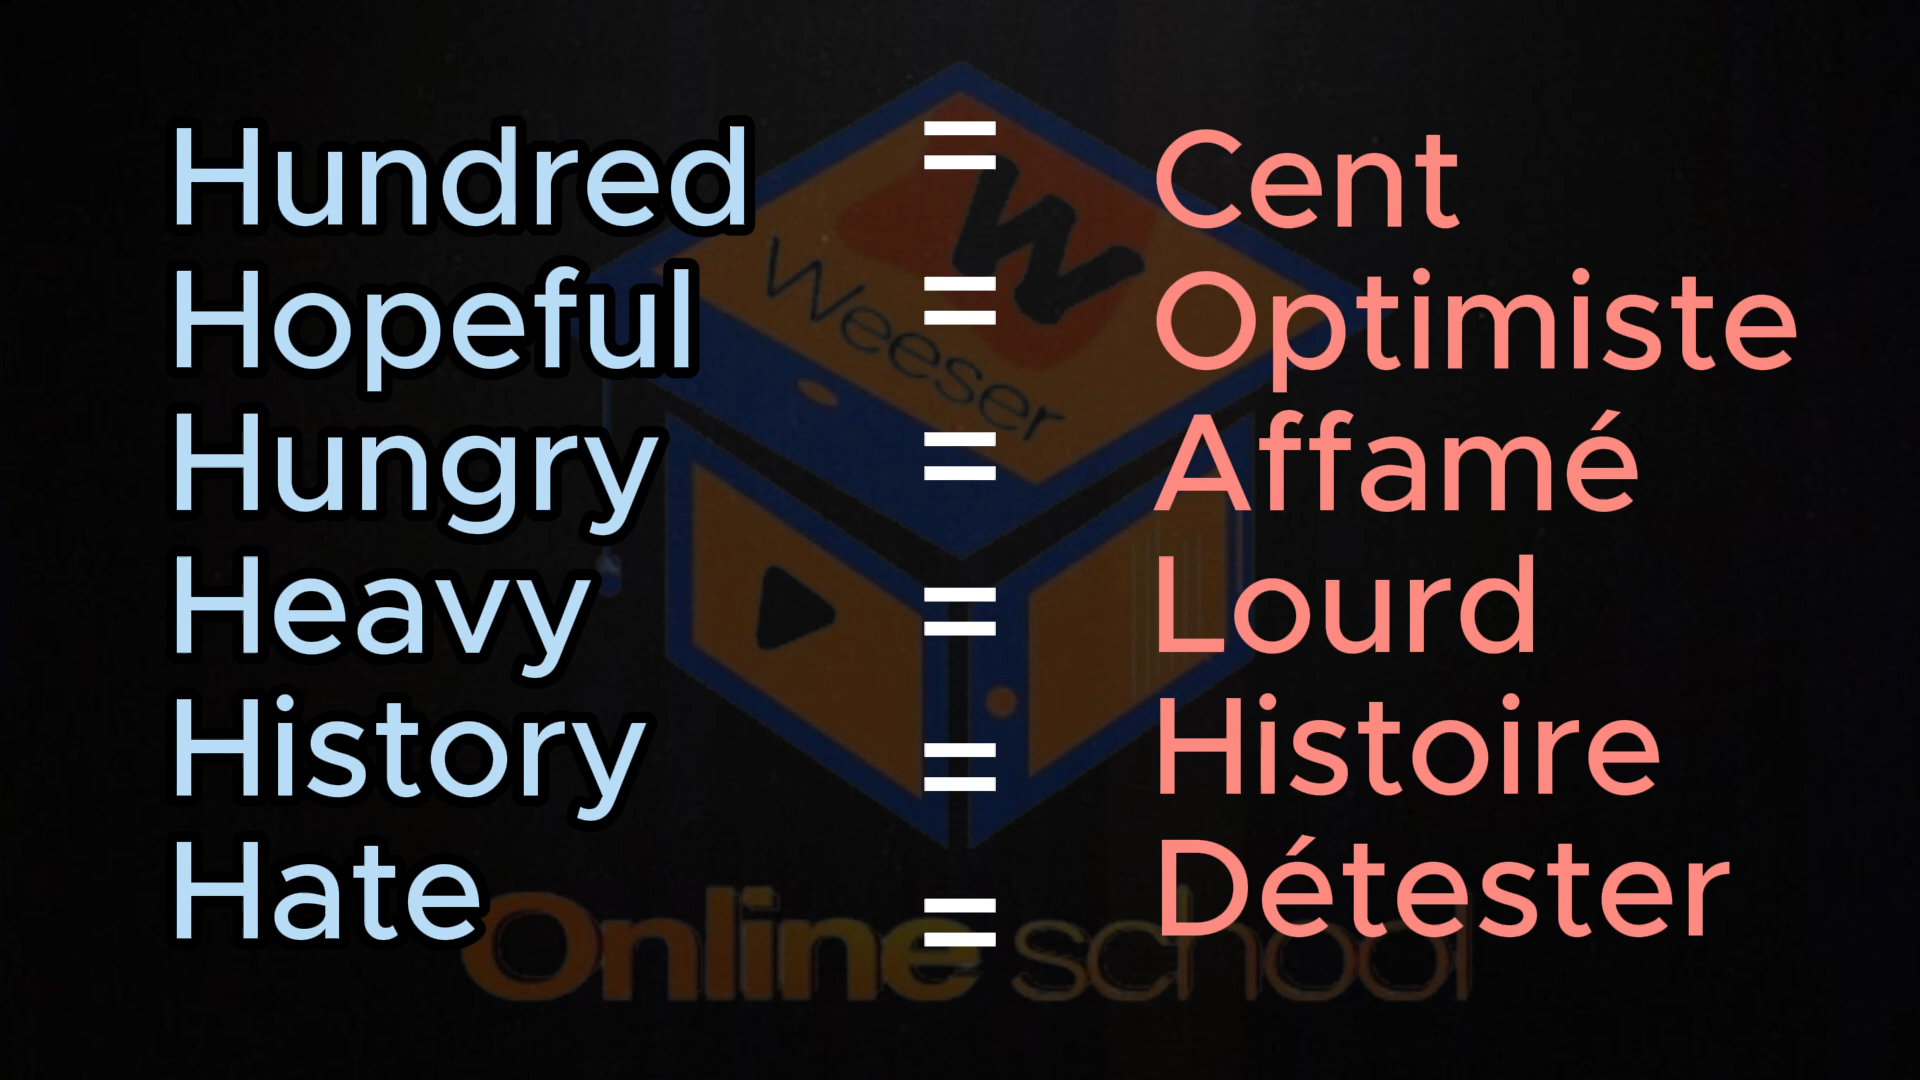 Hundred = Cent
Hopeful = Optimiste
Hungry = Affamé
Heavy = Lourd
History = Histoire
Hate = Détester
W
Weeser
Online school